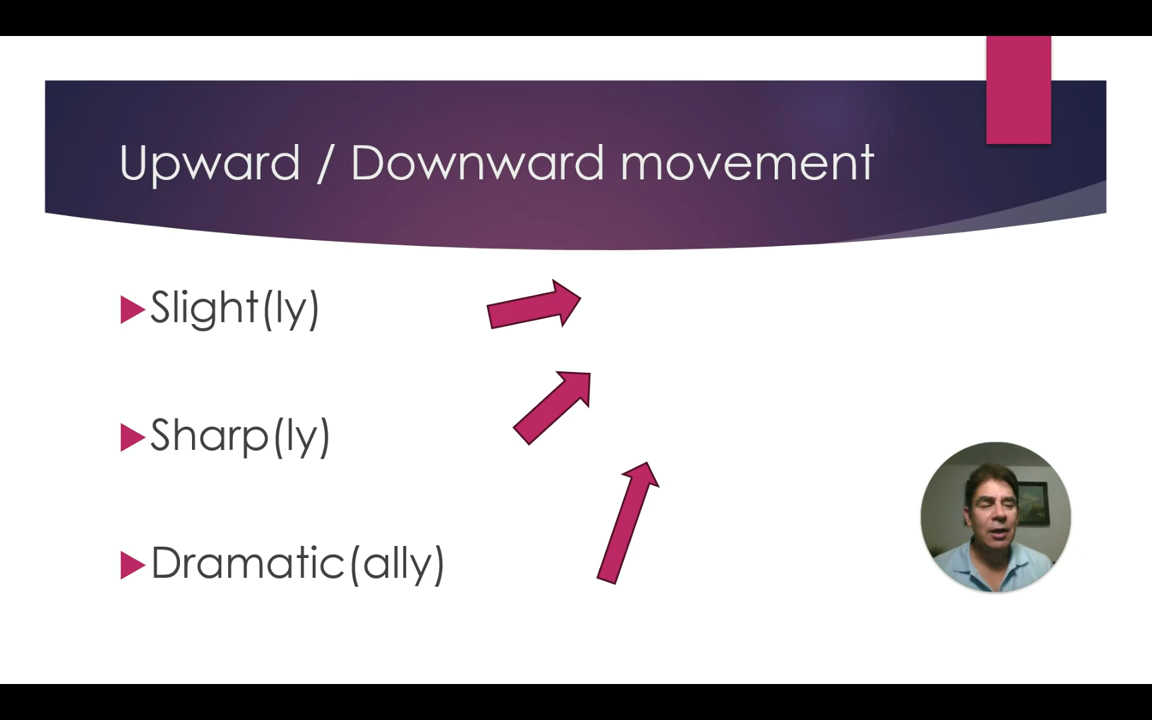 Upward / Downward movement
Slight(ly)
Sharp(ly)
Dramatic(ally)